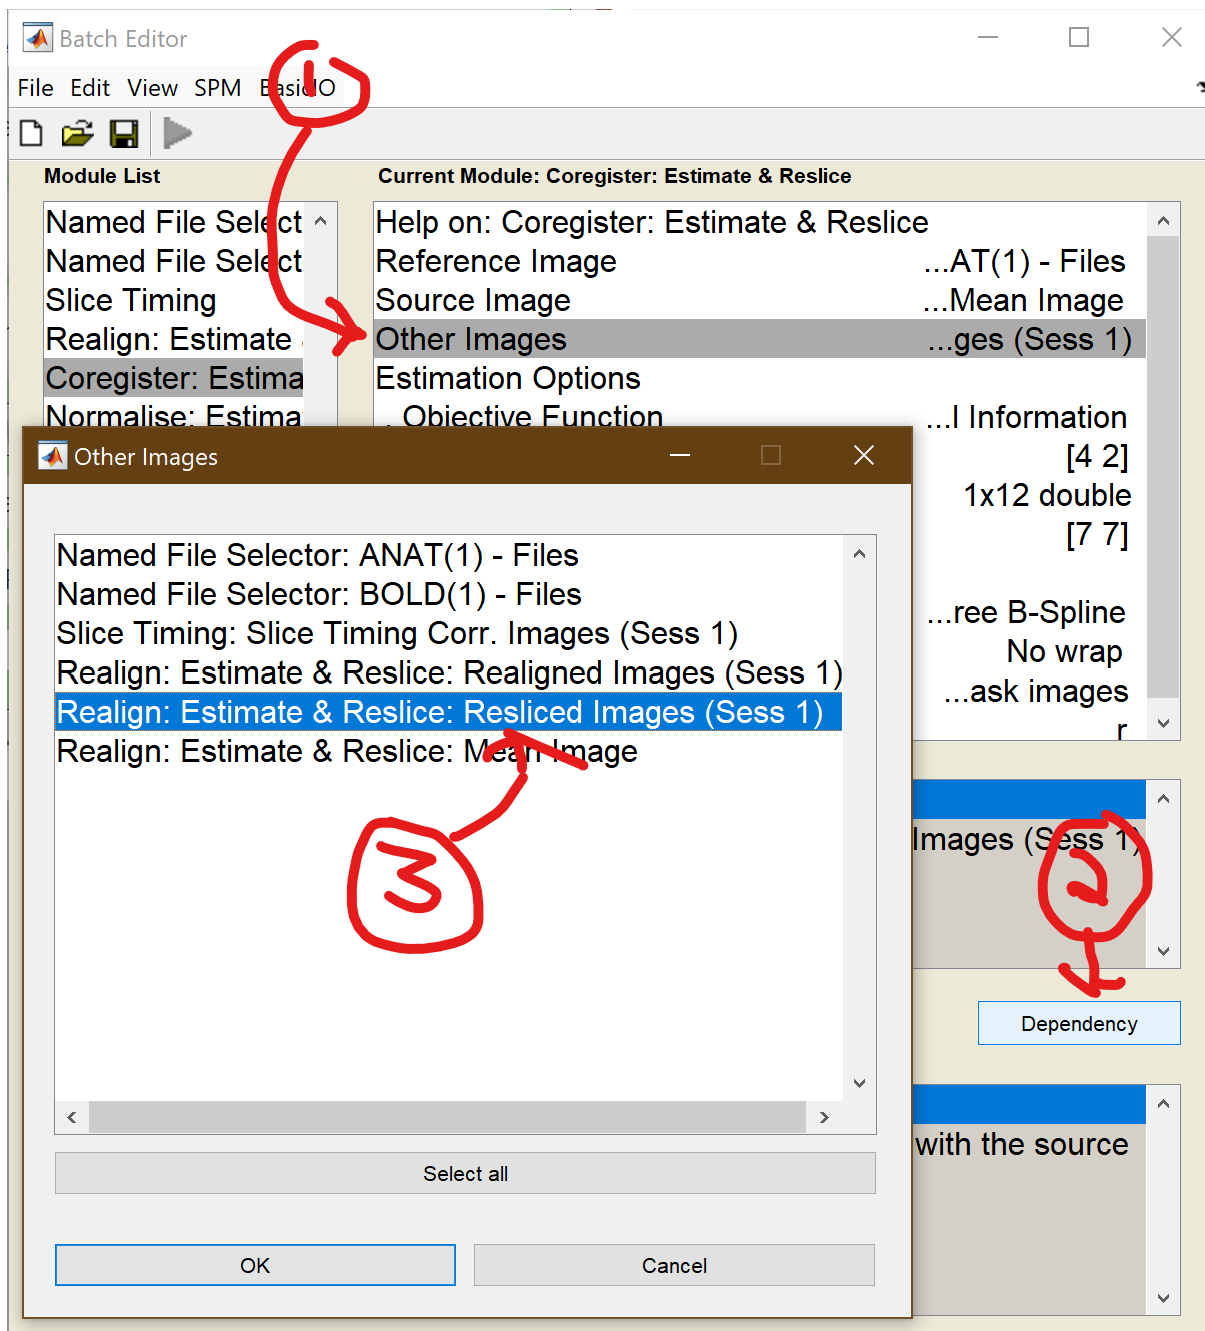 Batch Editor
File Edit View SPM BasicIO
1
Module List
Current Module: Coregister: Estimate & Reslice
Named File Select
Named File Select
Slice Timing
Realign: Estimate
Coregister: Estima
Normalise: Estima
Help on: Coregister: Estimate & Reslice
Reference Image ...AT(1) - Files
Source Image ...Mean Image
Other Images ...ges (Sess 1)
Estimation Options
. Objective Function ...l Information
[4 2]
1x12 double
[7 7]
...ree B-Spline
No wrap
...ask images
r
Other Images
Named File Selector: ANAT(1) - Files
Named File Selector: BOLD(1) - Files
Slice Timing: Slice Timing Corr. Images (Sess 1)
Realign: Estimate & Reslice: Realigned Images (Sess 1)
Realign: Estimate & Reslice: Resliced Images (Sess 1)
Realign: Estimate & Reslice: Mean Image
3
Select all
OK Cancel
Images (Sess 1)
2
Dependency
with the source